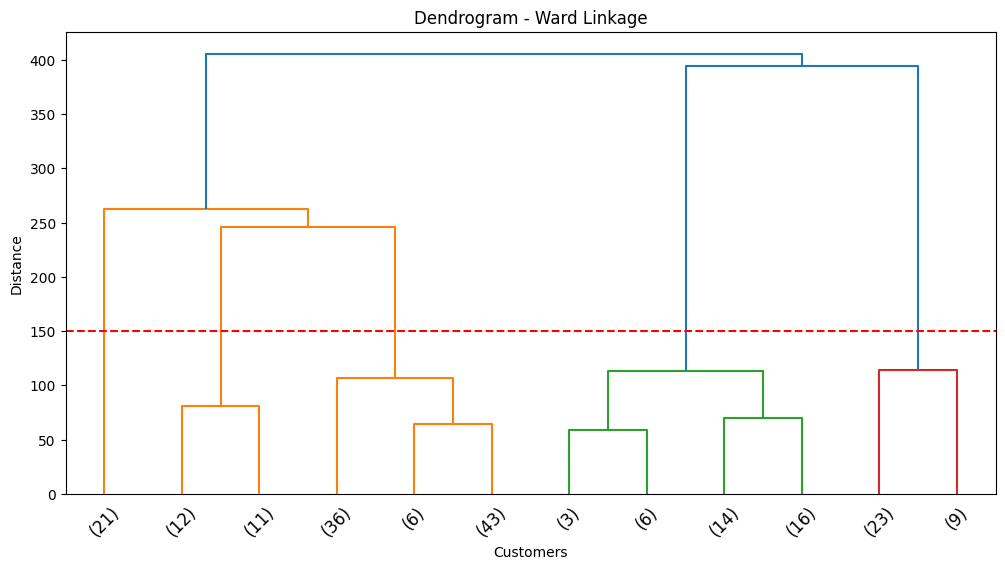 Dendrogram - Ward Linkage
400
350
300
250
200
150
100
50
0
Distance
(21) (12) (11) (36) (6) (43) (3) (6) (14) (16) (23) (9)
Customers